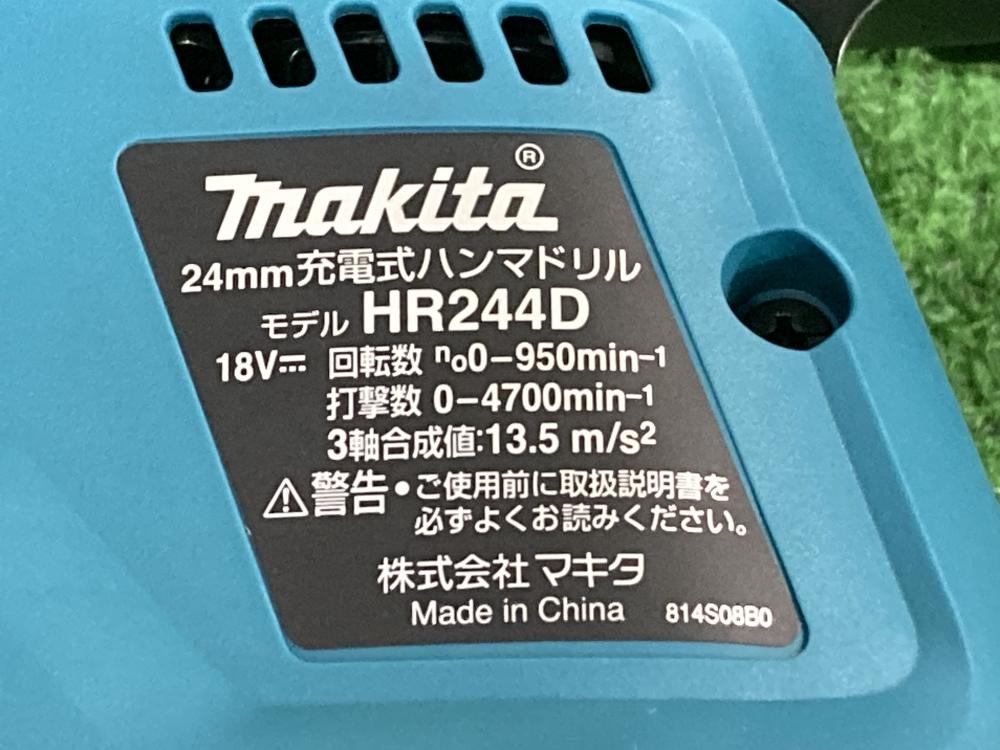 makita®
24mm充電式ハンマドリル
モデル HR244D
18V⎓ 回転数 n₀0-950min-1
打撃数 0-4700min-1
3軸合成値:13.5 m/s2
⚠警告•ご使用前に取扱説明書を
必ずよくお読みください。
株式会社 マキタ
Made in China 814S08B0